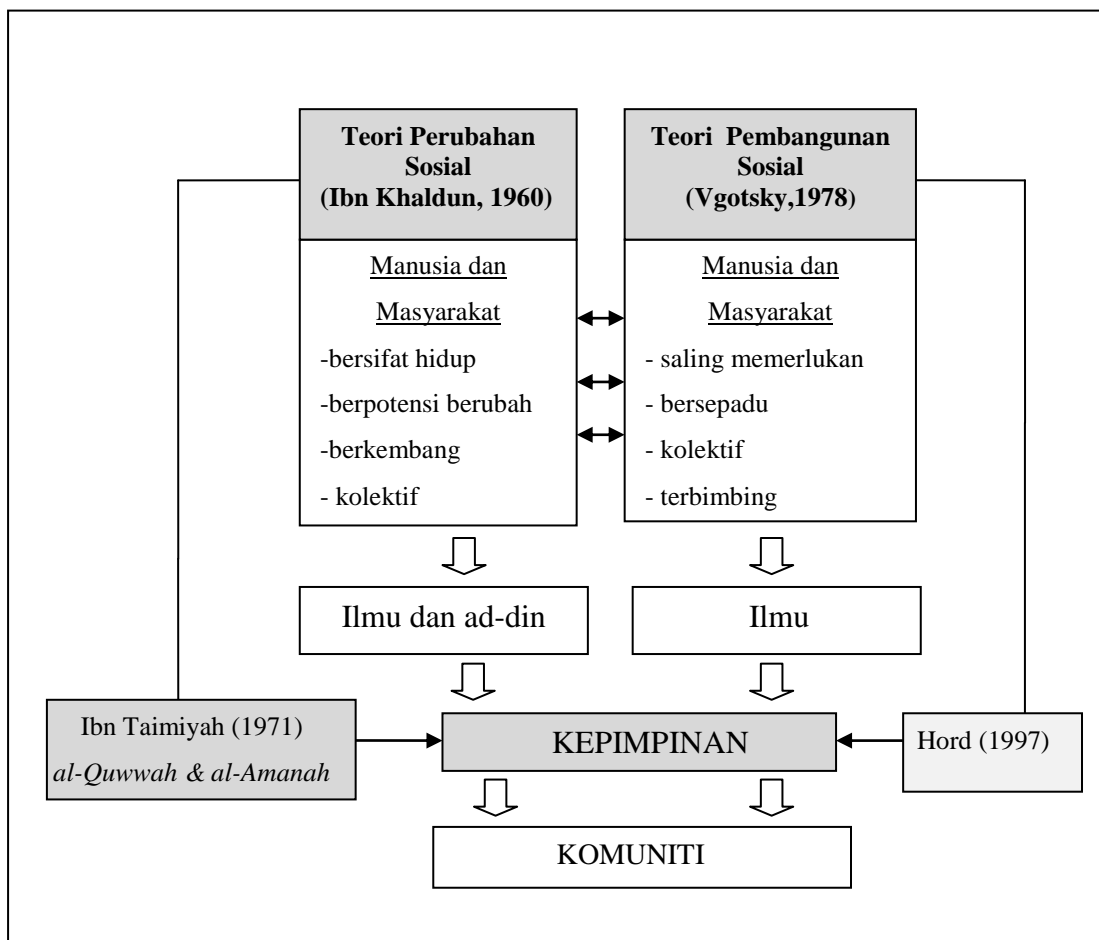 Teori Perubahan
Sosial
(Ibn Khaldun, 1960)
Teori Pembangunan
Sosial
(Vgotsky,1978)
Manusia dan
Masyarakat
-bersifat hidup
-berpotensi berubah
-berkembang
- kolektif
Manusia dan
Masyarakat
- saling memerlukan
- bersepadu
- kolektif
- terbimbing
Ilmu dan ad-din
Ilmu
Ibn Taimiyah (1971)
al-Quwwah & al-Amanah
KEPIMPINAN
Hord (1997)
KOMUNITI